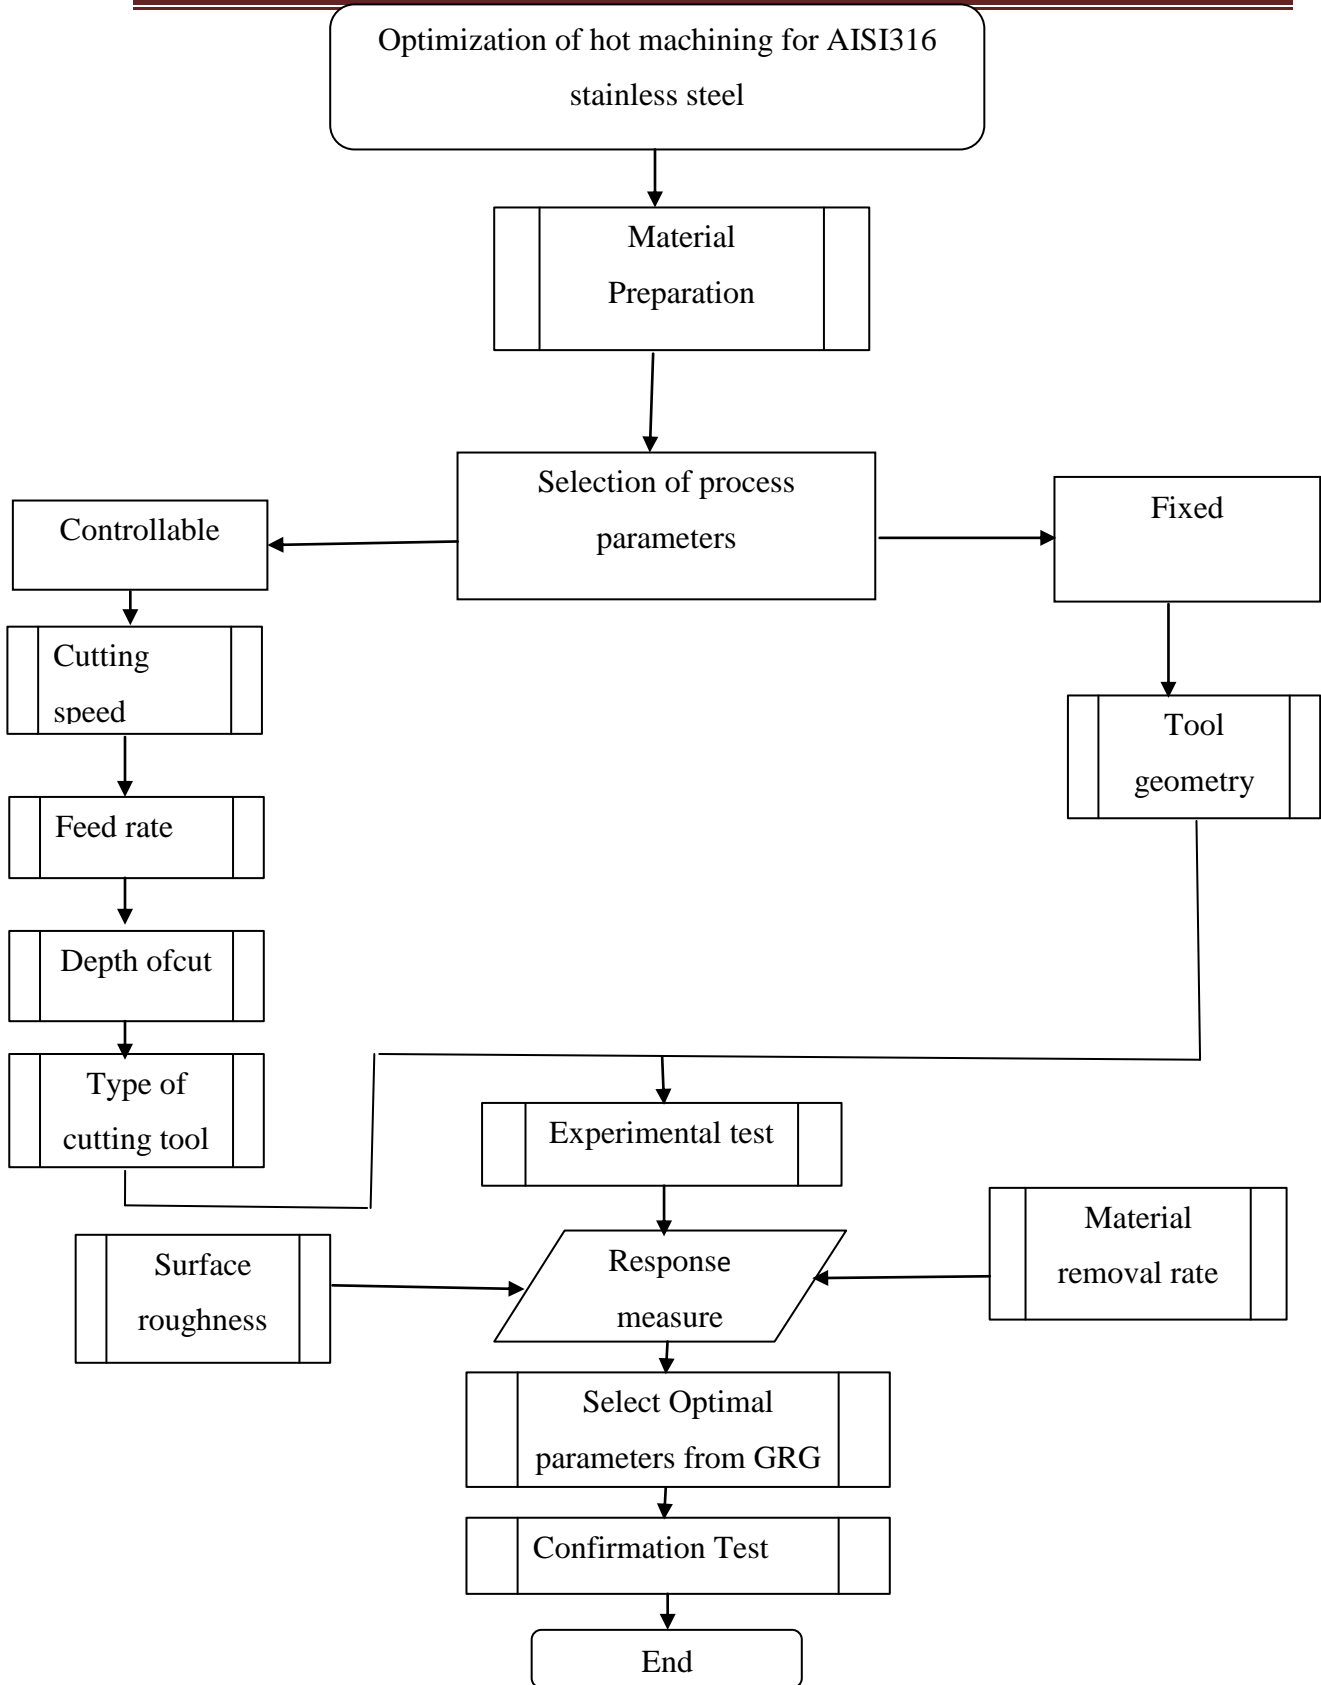 Optimization of hot machining for AISI316
stainless steel
Material
Preparation
Selection of process
parameters
Controllable
Fixed
Cutting
speed
Tool
geometry
Feed rate
Depth ofcut
Type of
cutting tool
Experimental test
Surface
roughness
Response
measure
Material
removal rate
Select Optimal
parameters from GRG
Confirmation Test
End